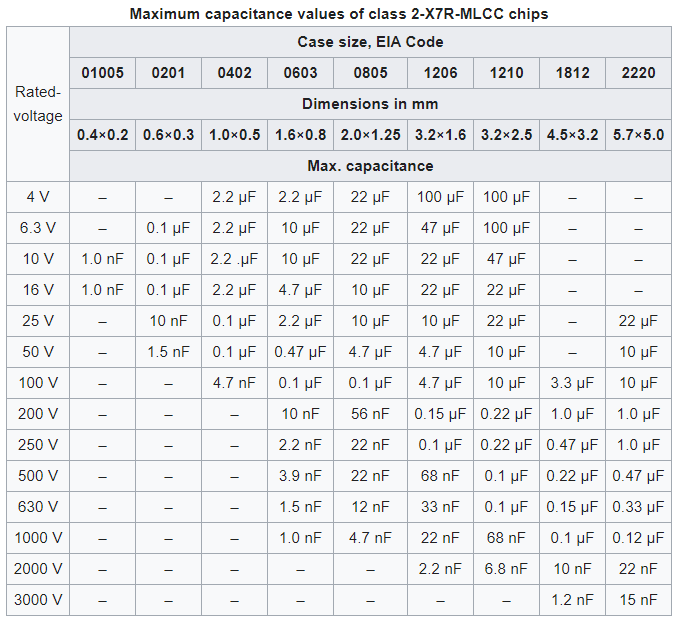 Maximum capacitance values of class 2-X7R-MLCC chips
Rated-voltage Case size, EIA Code
01005 0201 0402 0603 0805 1206 1210 1812 2220
Dimensions in mm
0.4×0.2 0.6×0.3 1.0×0.5 1.6×0.8 2.0×1.25 3.2×1.6 3.2×2.5 4.5×3.2 5.7×5.0
Max. capacitance
4 V – – 2.2 µF 2.2 µF 22 µF 100 µF 100 µF – –
6.3 V – 0.1 µF 2.2 µF 10 µF 22 µF 47 µF 100 µF – –
10 V 1.0 nF 0.1 µF 2.2 .µF 10 µF 22 µF 22 µF 47 µF – –
16 V 1.0 nF 0.1 µF 2.2 µF 4.7 µF 10 µF 22 µF 22 µF – –
25 V – 10 nF 0.1 µF 2.2 µF 10 µF 10 µF 22 µF – 22 µF
50 V – 1.5 nF 0.1 µF 0.47 µF 4.7 µF 4.7 µF 10 µF – 10 µF
100 V – – 4.7 nF 0.1 µF 0.1 µF 4.7 µF 10 µF 3.3 µF 10 µF
200 V – – – 10 nF 56 nF 0.15 µF 0.22 µF 1.0 µF 1.0 µF
250 V – – – 2.2 nF 22 nF 0.1 µF 0.22 µF 0.47 µF 1.0 µF
500 V – – – 3.9 nF 22 nF 68 nF 0.1 µF 0.22 µF 0.47 µF
630 V – – – 1.5 nF 12 nF 33 nF 0.1 µF 0.15 µF 0.33 µF
1000 V – – – 1.0 nF 4.7 nF 22 nF 68 nF 0.1 µF 0.12 µF
2000 V – – – – – 2.2 nF 6.8 nF 10 nF 22 nF
3000 V – – – – – – – 1.2 nF 15 nF